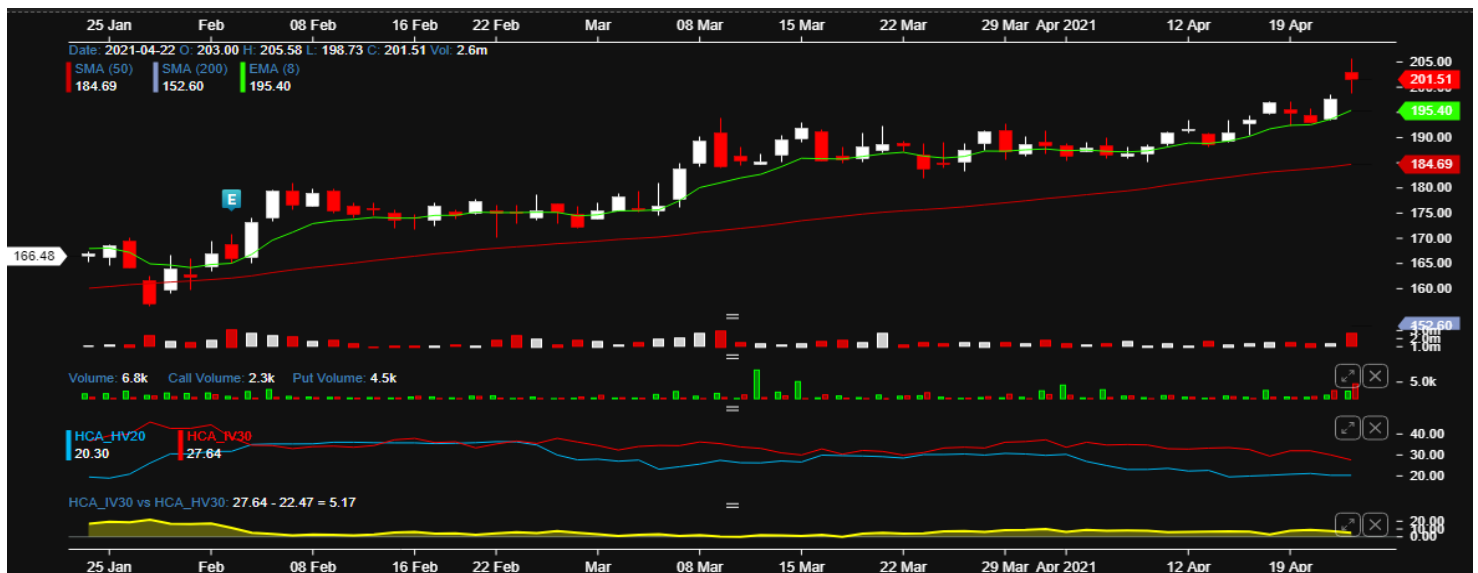 25 Jan Feb 08 Feb 16 Feb 22 Feb Mar 08 Mar 15 Mar 22 Mar 29 Mar Apr 2021 12 Apr 19 Apr
Date: 2021-04-22 O: 203.00 H: 205.58 L: 198.73 C: 201.51 Vol: 2.6m
SMA (50) SMA (200) EMA (8)
184.69 152.60 195.40
205.00
201.51
195.40
190.00
184.69
E
180.00
175.00
170.00
166.48
165.00
160.00
152.60
2.0m
1.0m
Volume: 6.8k Call Volume: 2.3k Put Volume: 4.5k
5.0k
HCA_HV20 HCA_IV30
20.30 27.64
40.00
30.00
20.00
HCA_IV30 vs HCA_HV30: 27.64 - 22.47 = 5.17
20.00
10.00
0.00
25 Jan Feb 08 Feb 16 Feb 22 Feb Mar 08 Mar 15 Mar 22 Mar 29 Mar Apr 2021 12 Apr 19 Apr